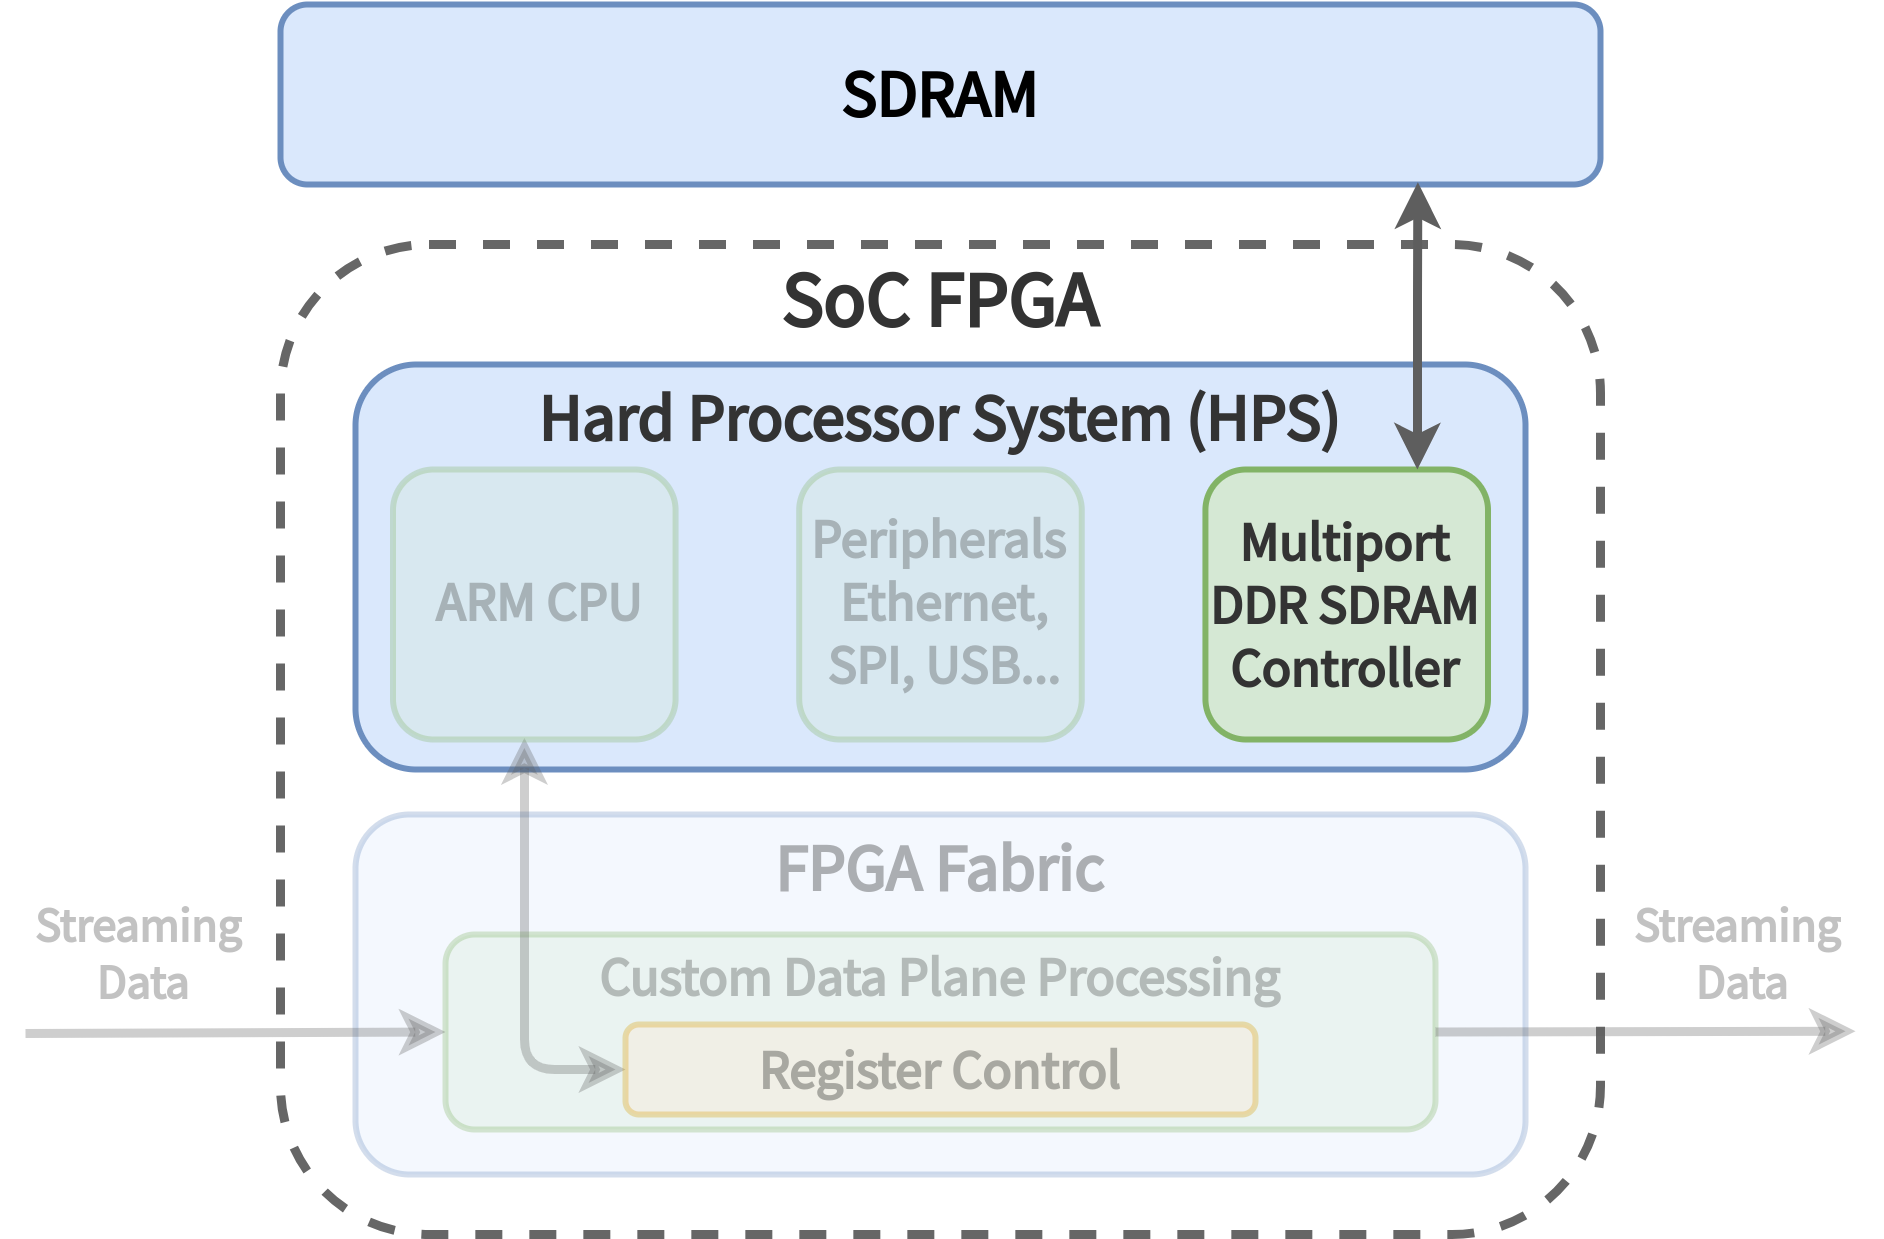 SDRAM
SoC FPGA
Hard Processor System (HPS)
ARM CPU
Peripherals
Ethernet,
SPI, USB...
Multiport
DDR SDRAM
Controller
FPGA Fabric
Streaming
Data
Custom Data Plane Processing
Register Control
Streaming
Data